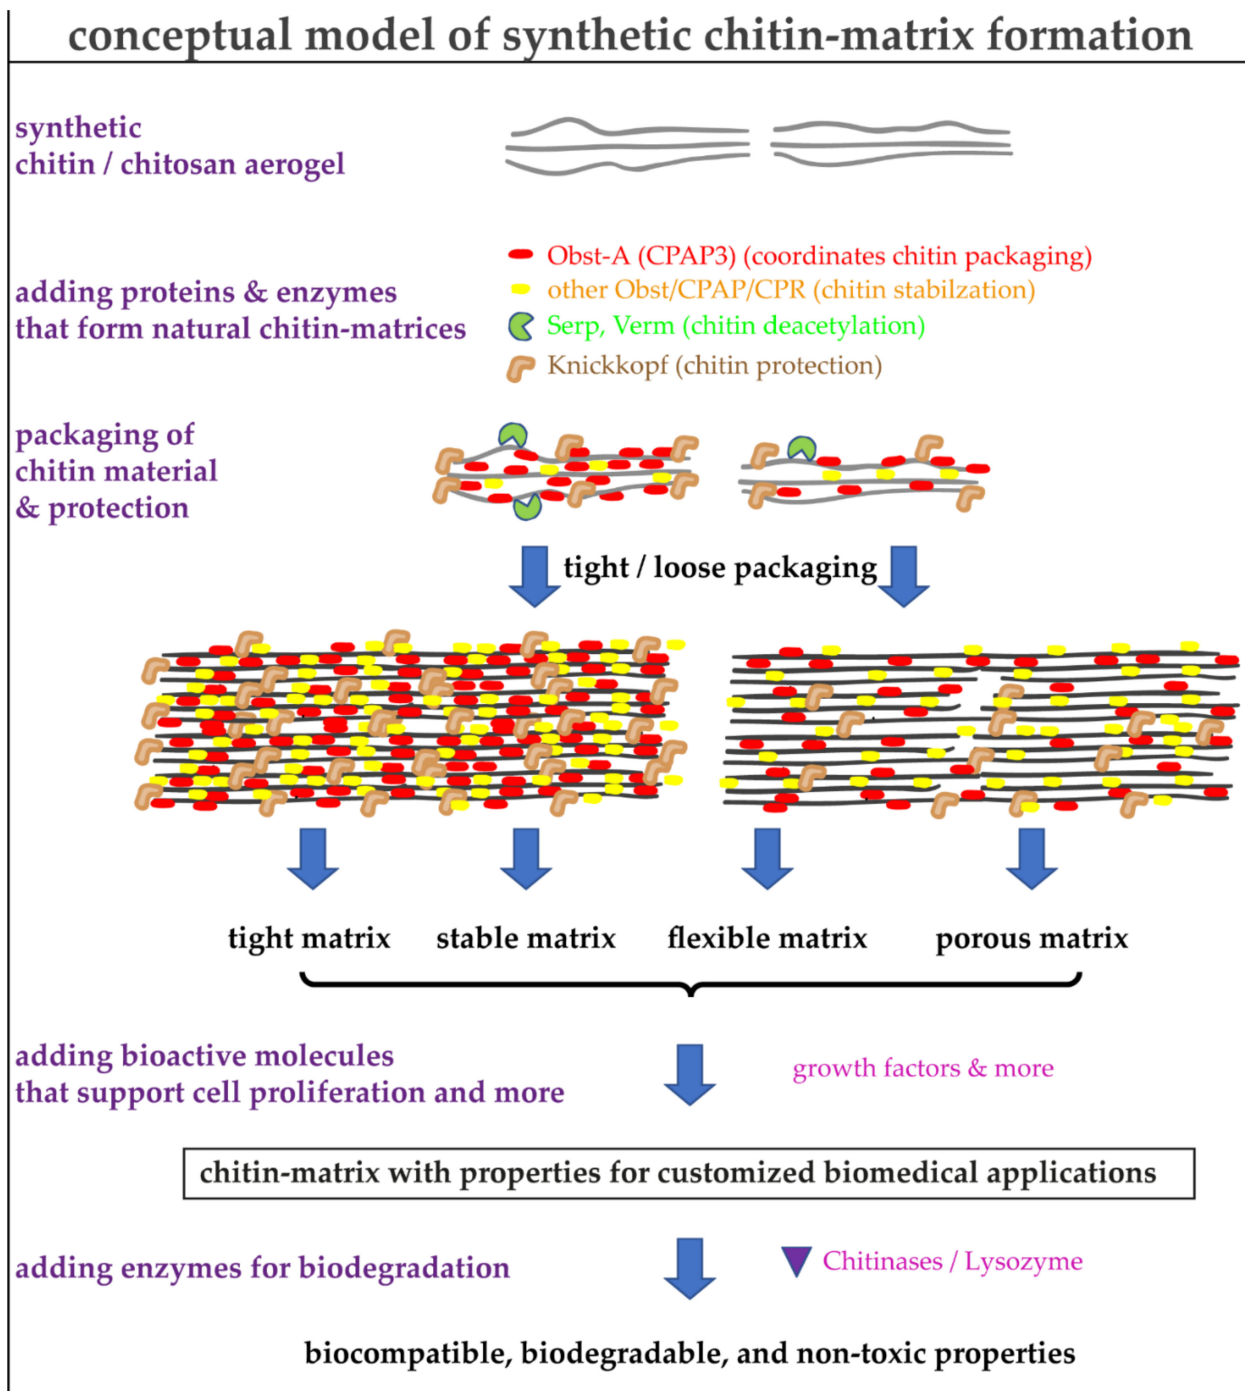 conceptual model of synthetic chitin-matrix formation
synthetic
chitin / chitosan aerogel
Obst-A (CPAP3) (coordinates chitin packaging)
other Obst/CPAP/CPR (chitin stabilzation)
adding proteins & enzymes
that form natural chitin-matrices
Serp, Verm (chitin deacetylation)
Knickkopf (chitin protection)
packaging of
chitin material
& protection
tight / loose packaging
tight matrix stable matrix flexible matrix porous matrix
adding bioactive molecules
that support cell proliferation and more
growth factors & more
chitin-matrix with properties for customized biomedical applications
adding enzymes for biodegradation
Chitinases / Lysozyme
biocompatible, biodegradable, and non-toxic properties